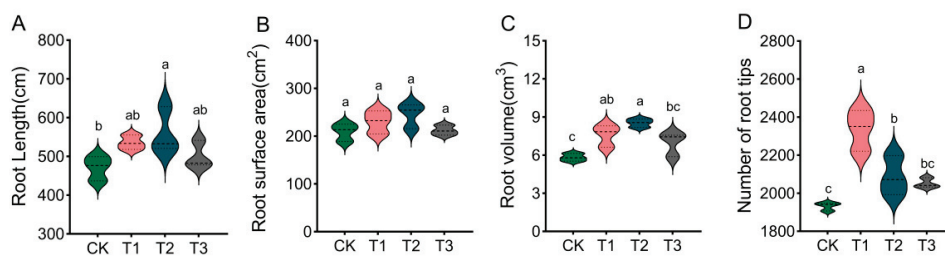 A
Root Length(cm)
800
700
600
500
400
300
b
ab
a
ab
CK T1 T2 T3
B
Root surface area(cm²)
400
300
200
100
0
a
a
a
a
CK T1 T2 T3
C
Root volume(cm³)
15
12
9
6
3
0
c
ab
a
bc
CK T1 T2 T3
D
Number of root tips
2800
2600
2400
2200
2000
1800
c
a
b
bc
CK T1 T2 T3